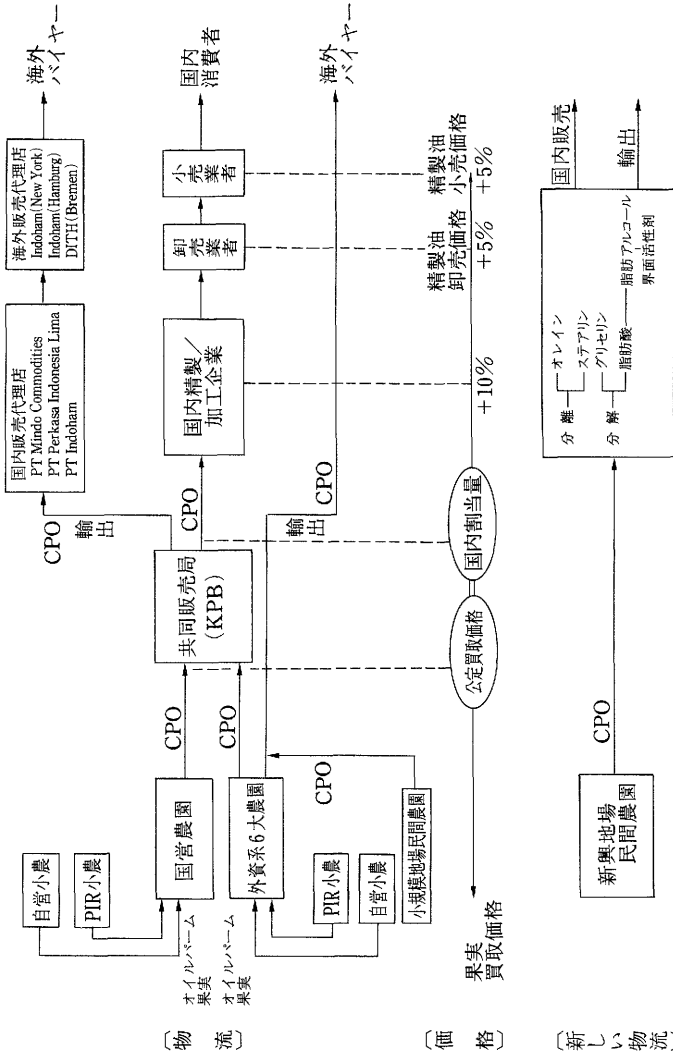 〔物流〕
自営小農
PIR小農
オイルパーム
果実
オイルパーム
果実
国営農園
外資系6大農園
PIR小農
自営小農
小規模地場民間農園
CPO
CPO
CPO
共同販売局
(KPB)
CPO
輸出
CPO
輸出
CPO
国内販売代理店
PT Mindo Commodities
PT Perkasa Indonesia Lima
PT Indoham
海外販売代理店
Indoham(New York)
Indoham(Hamburg)
DITH(Bremen)
海外
バイヤー
国内精製/
加工企業
卸売業者
小売業者
国内
消費者
海外
バイヤー
〔価格〕
果実
買取価格
公定買取価格
国内割当量
+10%
精製油
卸売価格
+5%
精製油
小売価格
+5%
〔新しい物流〕
新興地場
民間農園
CPO
分離
オレイン
ステアリン
分解
グリセリン
脂肪酸
脂肪アルコール
界面活性剤
国内販売
輸出